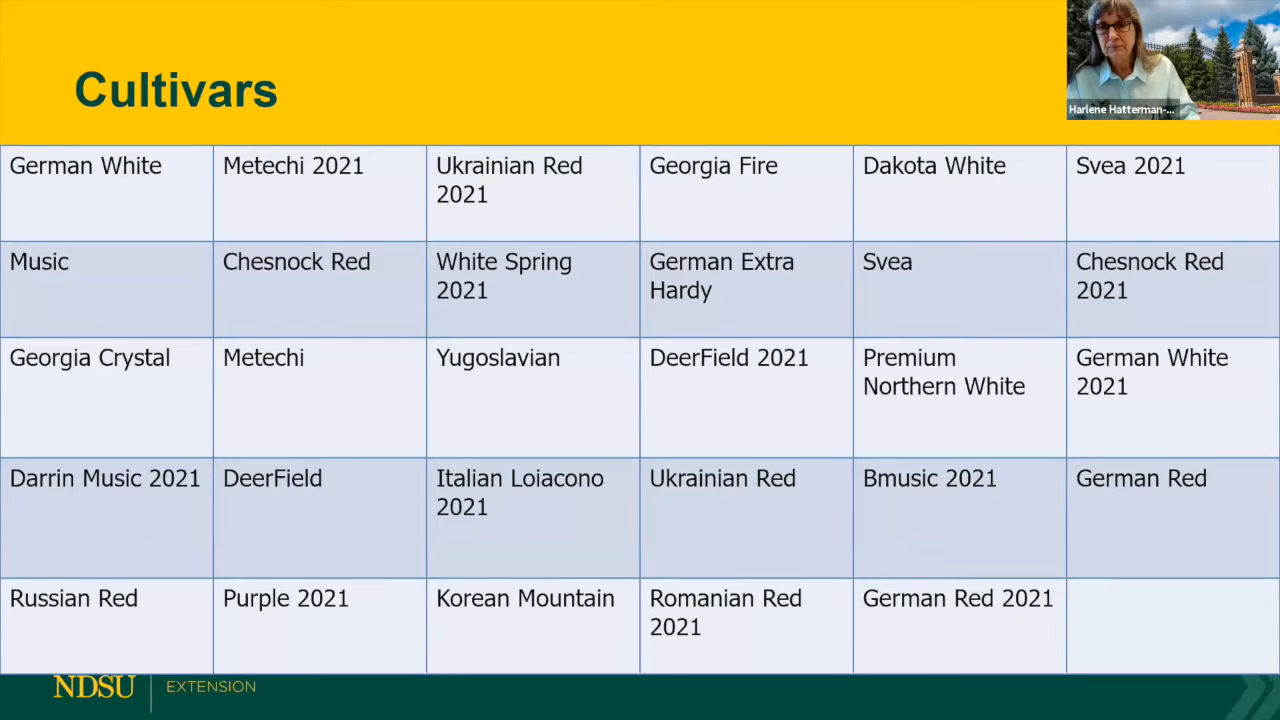 Cultivars
Harlene Hatterman-...
German White
Metechi 2021
Ukrainian Red
2021
Georgia Fire
Dakota White
Svea 2021
Music
Chesnock Red
White Spring
2021
German Extra
Hardy
Svea
Chesnock Red
2021
Georgia Crystal
Metechi
Yugoslavian
DeerField 2021
Premium
Northern White
German White
2021
Darrin Music 2021
DeerField
Italian Loiacono
2021
Ukrainian Red
Bmusic 2021
German Red
Russian Red
Purple 2021
Korean Mountain
Romanian Red
2021
German Red 2021
NDSU
EXTENSION